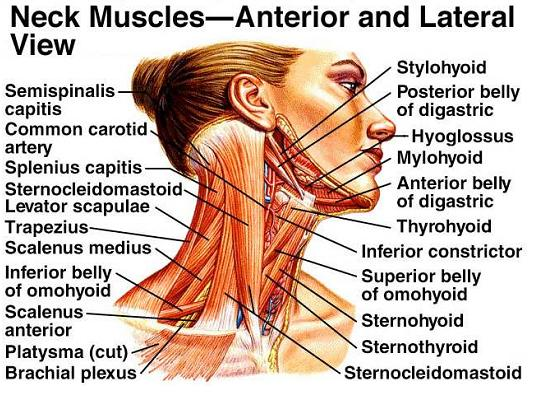 Neck Muscles—Anterior and Lateral
View
Semispinalis
capitis
Common carotid
artery
Splenius capitis
Sternocleidomastoid
Levator scapulae
Trapezius
Scalenus medius
Inferior belly
of omohyoid
Scalenus
anterior
Platysma (cut)
Brachial plexus
Stylohyoid
Posterior belly
of digastric
Hyoglossus
Mylohyoid
Anterior belly
of digastric
Thyrohyoid
Inferior constrictor
Superior belly
of omohyoid
Sternohyoid
Sternothyroid
Sternocleidomastoid